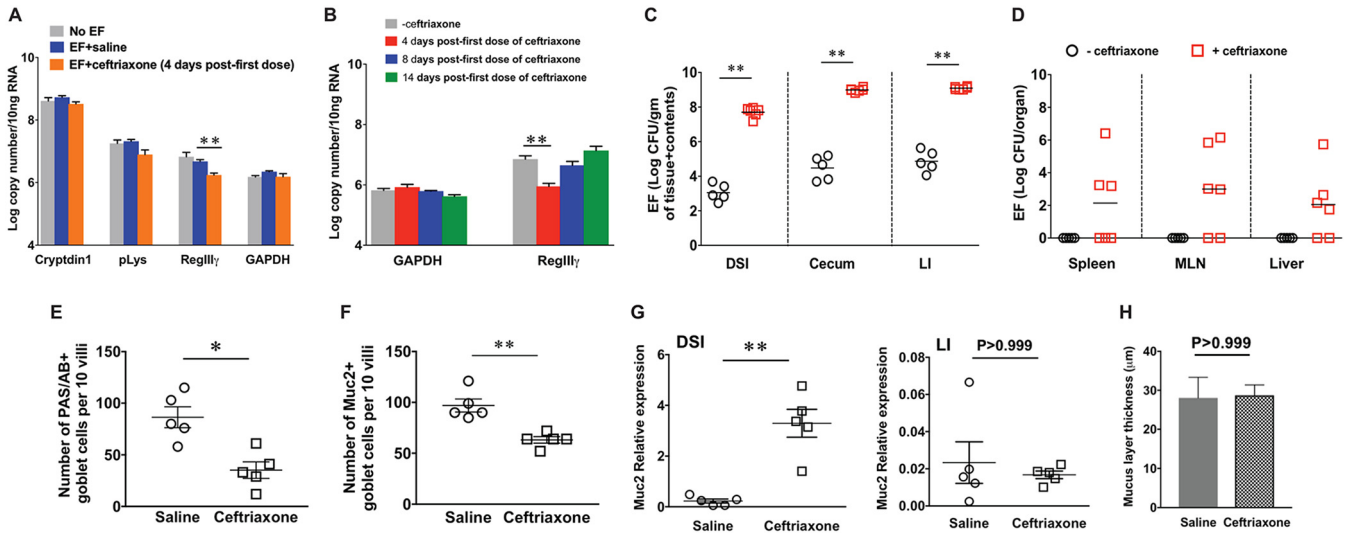 A
No EF
EF+saline
EF+ceftriaxone (4 days post-first dose)
Log copy number/10ng RNA
10
8
6
4
**
Cryptdin1 pLys RegIIIγ GAPDH
B
-ceftriaxone
4 days post-first dose of ceftriaxone
8 days post-first dose of ceftriaxone
14 days post-first dose of ceftriaxone
Log copy number/10ng RNA
10
8
6
4
**
GAPDH RegIIIγ
C
EF (Log CFU/gm
of tissue+contents)
10
8
6
4
2
0
** ** **
DSI Cecum LI
D
- ceftriaxone + ceftriaxone
EF (Log CFU/organ)
10
8
6
4
2
0
Spleen MLN Liver
E
Number of PAS/AB+
goblet cells per 10 villi
150
100
50
0
*
Saline Ceftriaxone
F
Number of Muc2+
goblet cells per 10 villi
150
100
50
0
**
Saline Ceftriaxone
G
DSI
Muc2 Relative expression
6
4
2
0
**
Saline Ceftriaxone
LI
P>0.999
Muc2 Relative expression
0.08
0.06
0.04
0.02
0.00
Saline Ceftriaxone
H
P>0.999
Mucus layer thickness (μm)
40
30
20
10
0
Saline Ceftriaxone